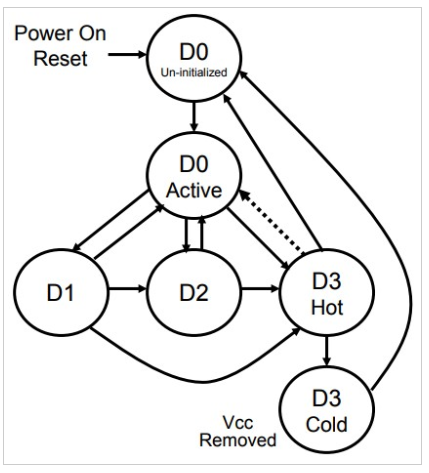 Power On
Reset
D0
Un-initialized
D0
Active
D1
D2
D3
Hot
D3
Cold
Vcc
Removed